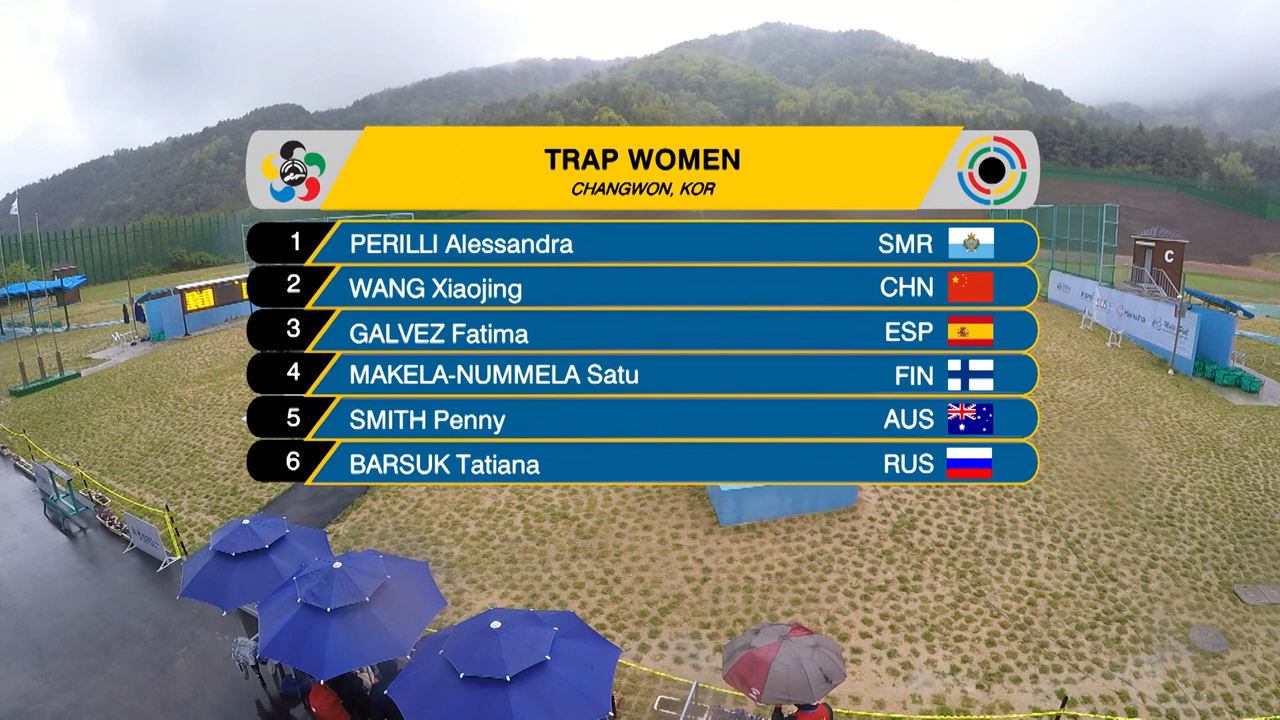 TRAP WOMEN
CHANGWON, KOR
1 PERILLI Alessandra SMR
2 WANG Xiaojing CHN
3 GALVEZ Fatima ESP
4 MAKELA-NUMMELA Satu FIN
5 SMITH Penny AUS
6 BARSUK Tatiana RUS
C